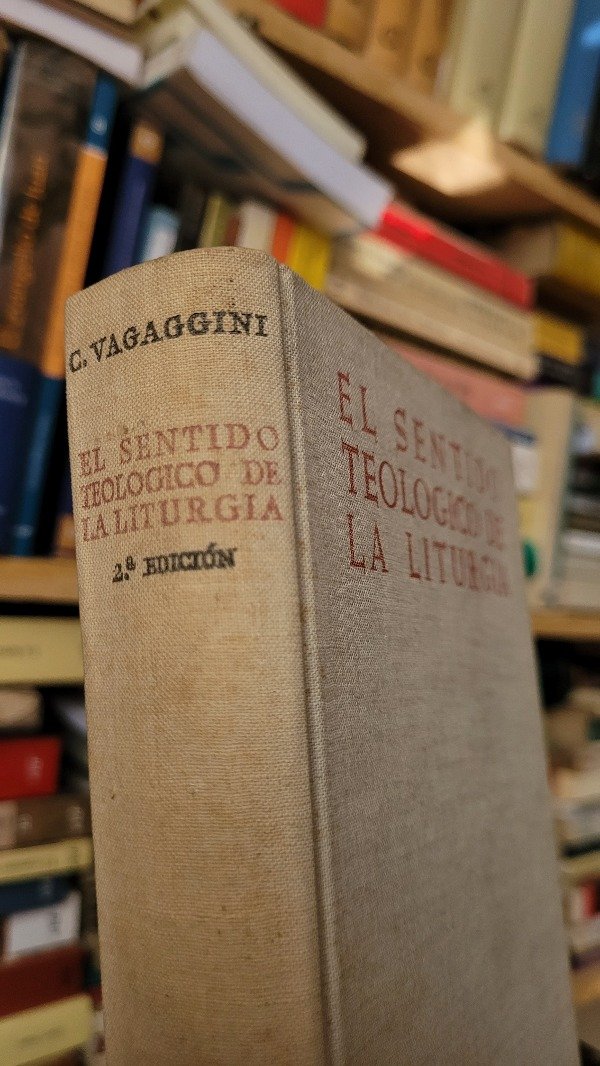 C. VAGAGGINI
EL SENTIDO
TEOLOGICO DE
LA LITURGIA
2.ª EDICIÓN
EL SENTIDO
TEOLOGICO DE
LA LITURGIA